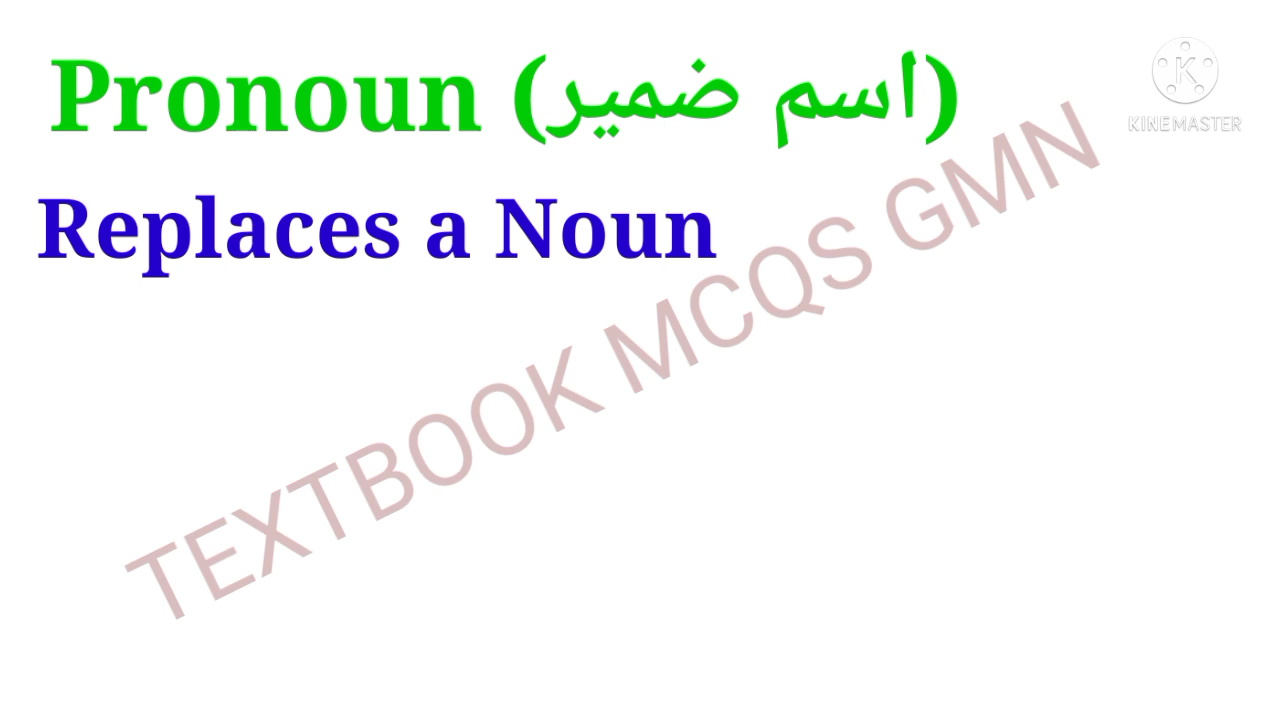 Pronoun (اسم ضمیر)
Replaces a Noun
TEXTBOOK MCQS GMN
K
KINEMASTER